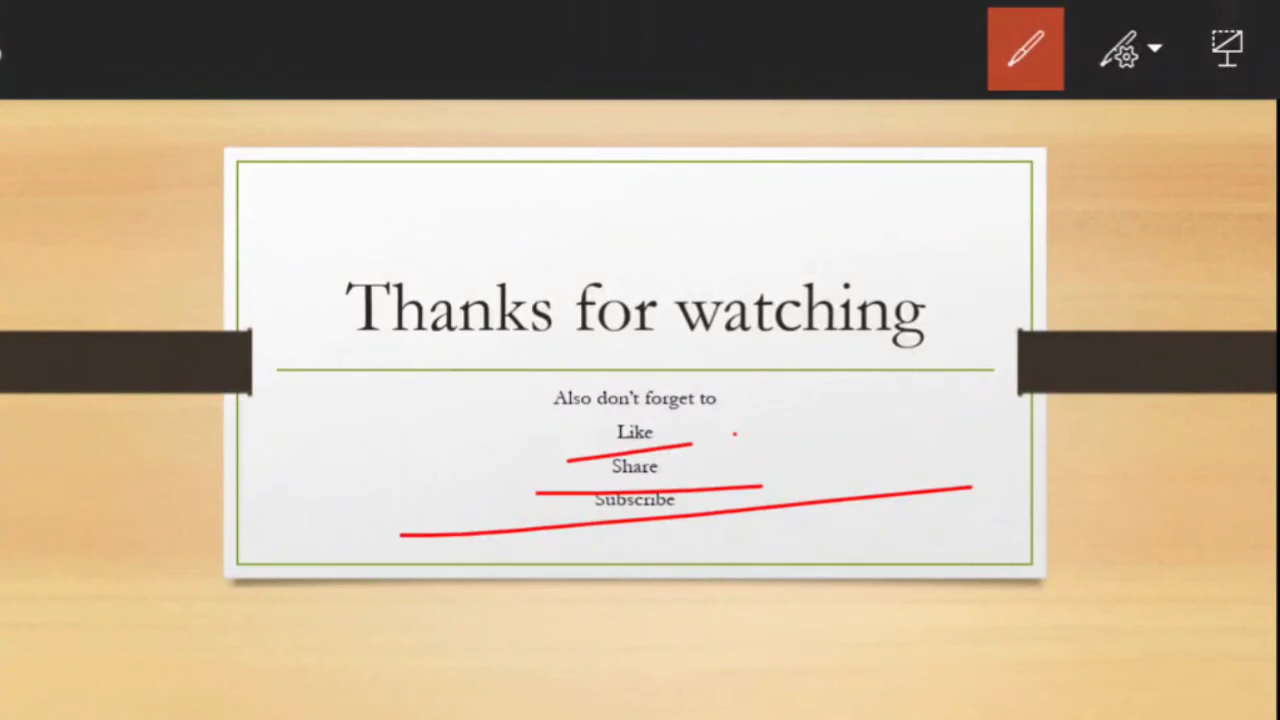 Thanks for watching
Also don't forget to
Like
Share
Subscribe